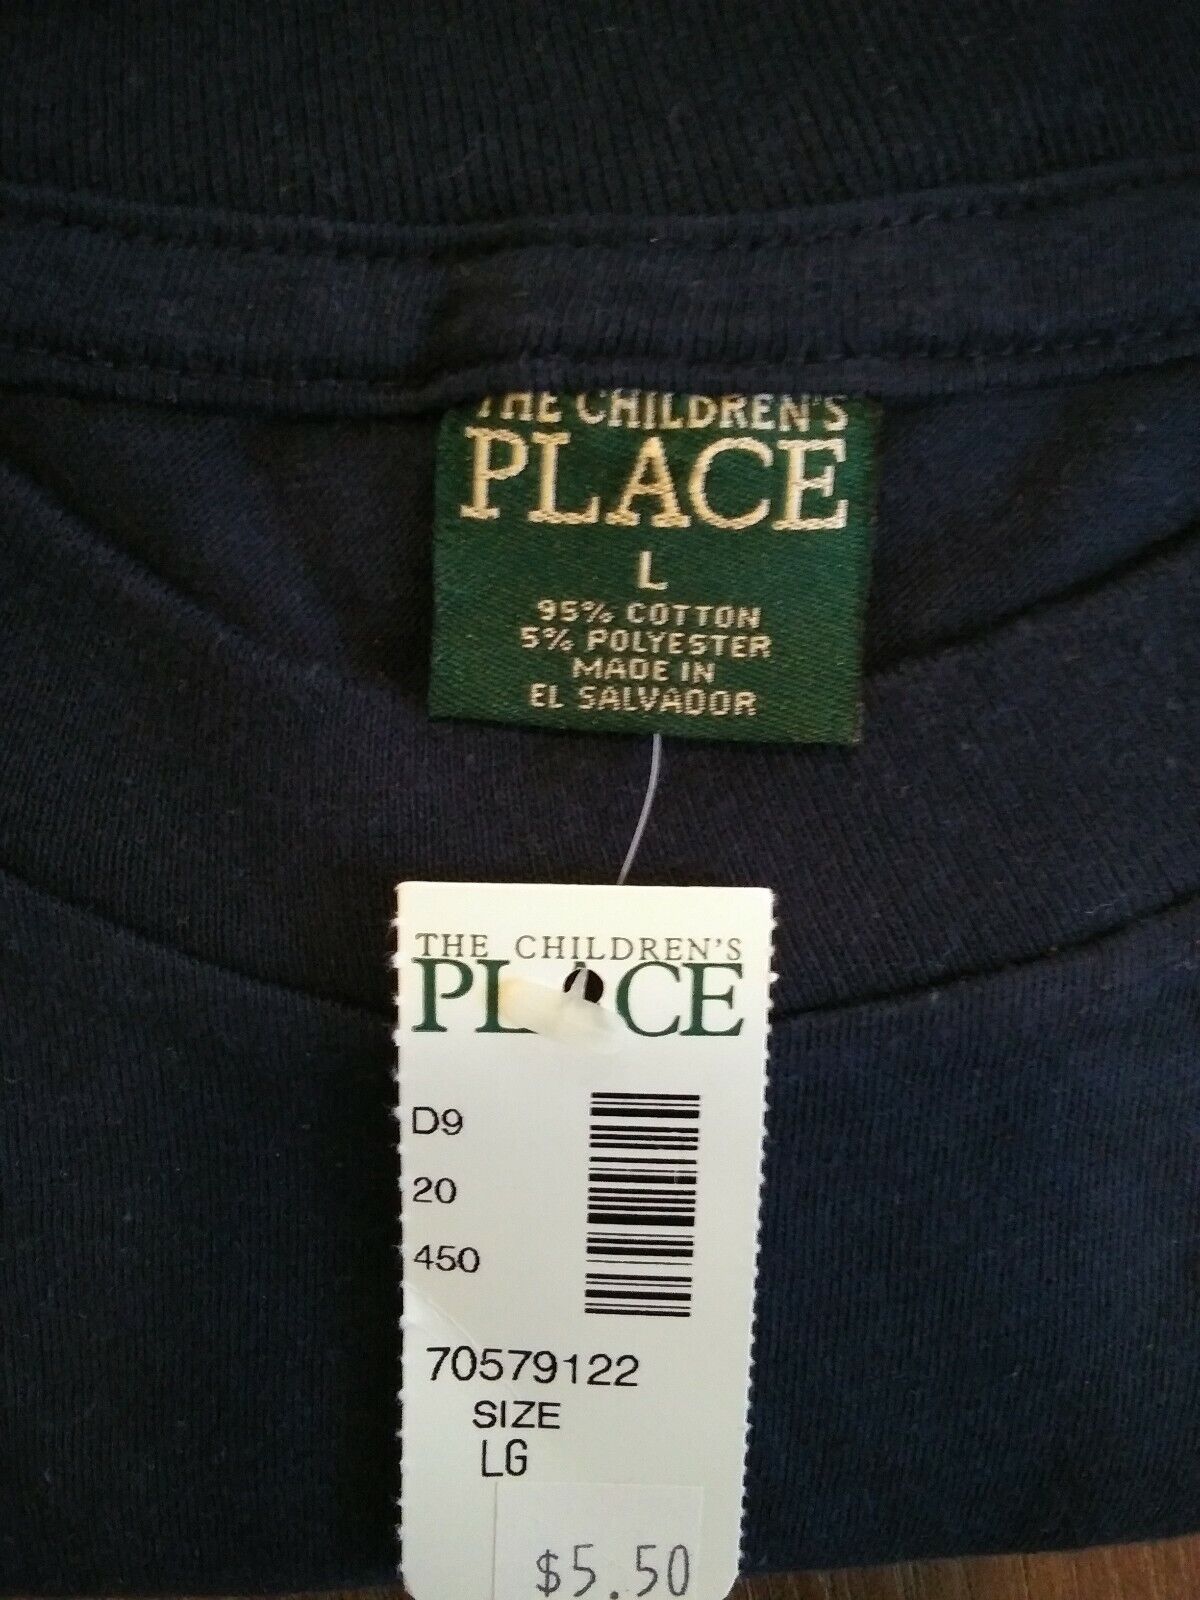 THE CHILDREN'S
PLACE
L
95% COTTON
5% POLYESTER
MADE IN
EL SALVADOR
THE CHILDREN'S
PLACE
D9
20
450
70579122
SIZE
LG
$5.50